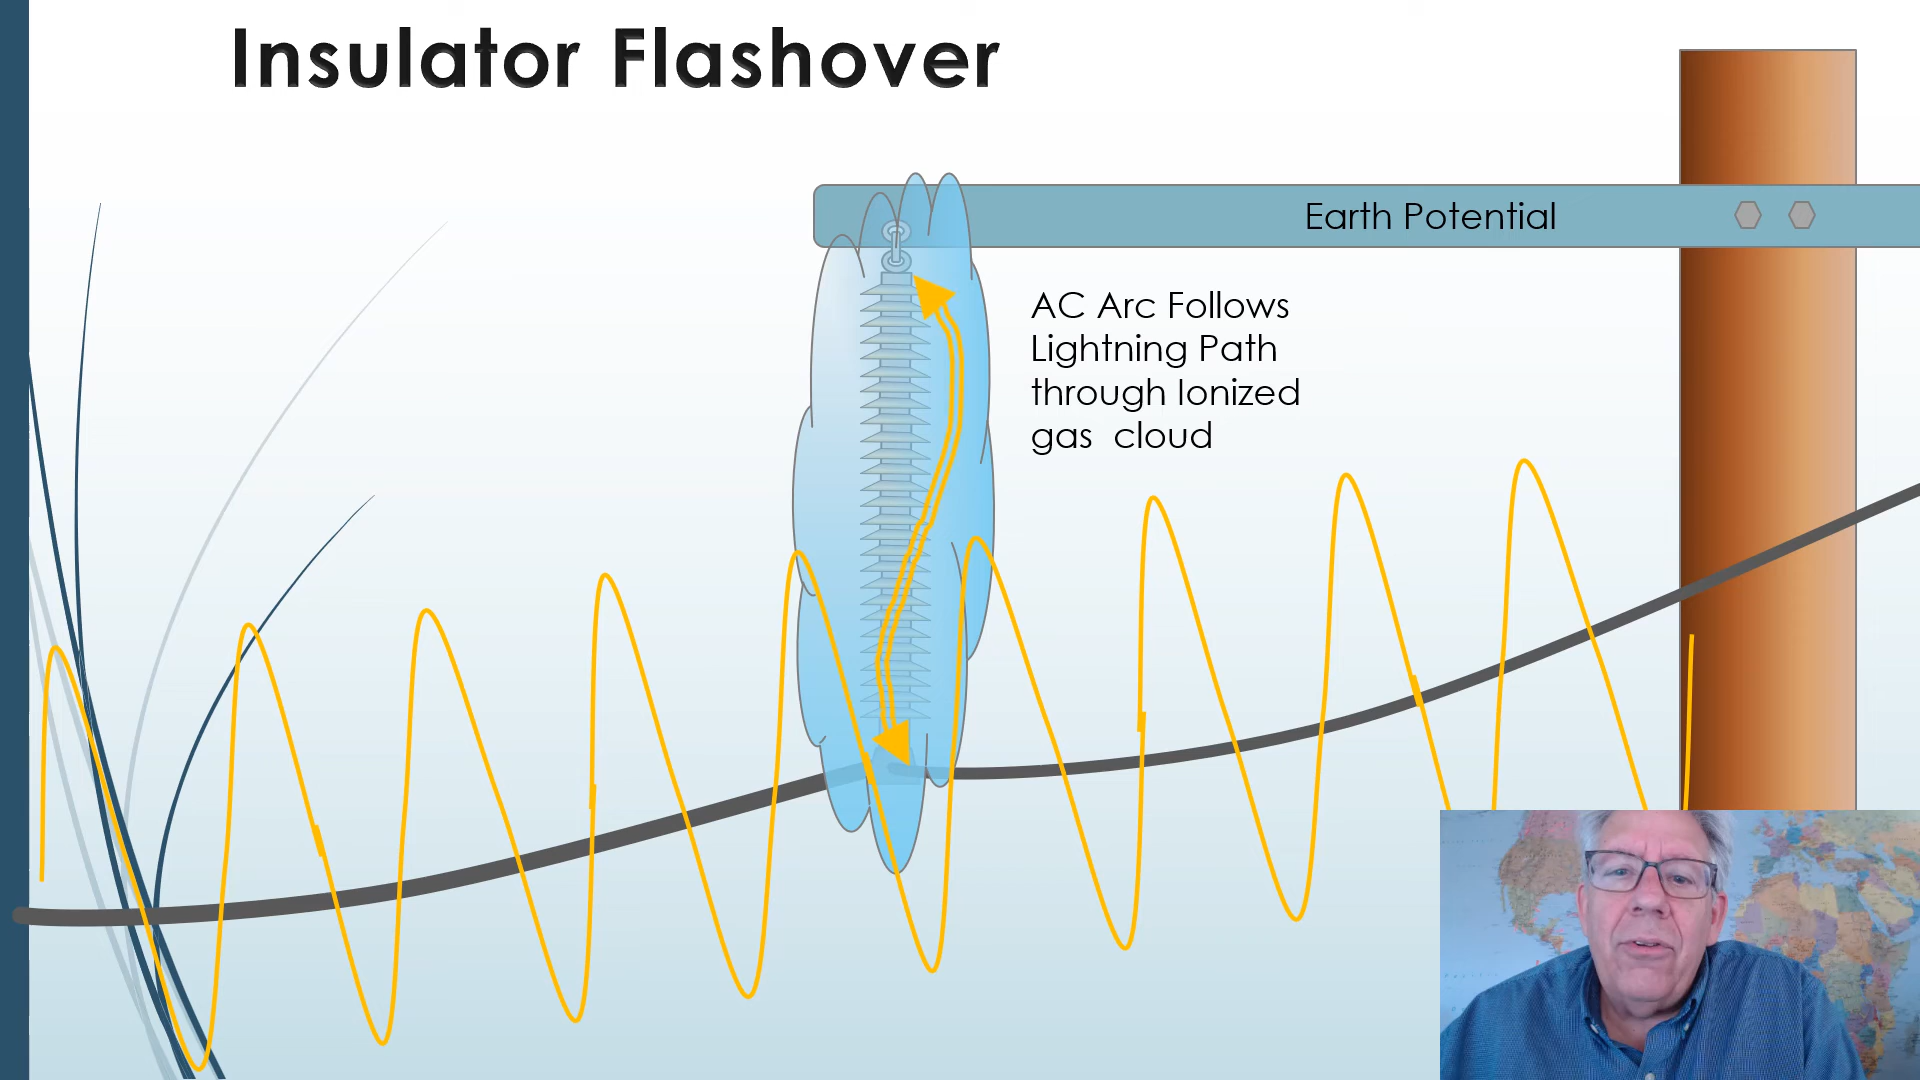 Insulator Flashover
Earth Potential
AC Arc Follows
Lightning Path
through Ionized
gas cloud